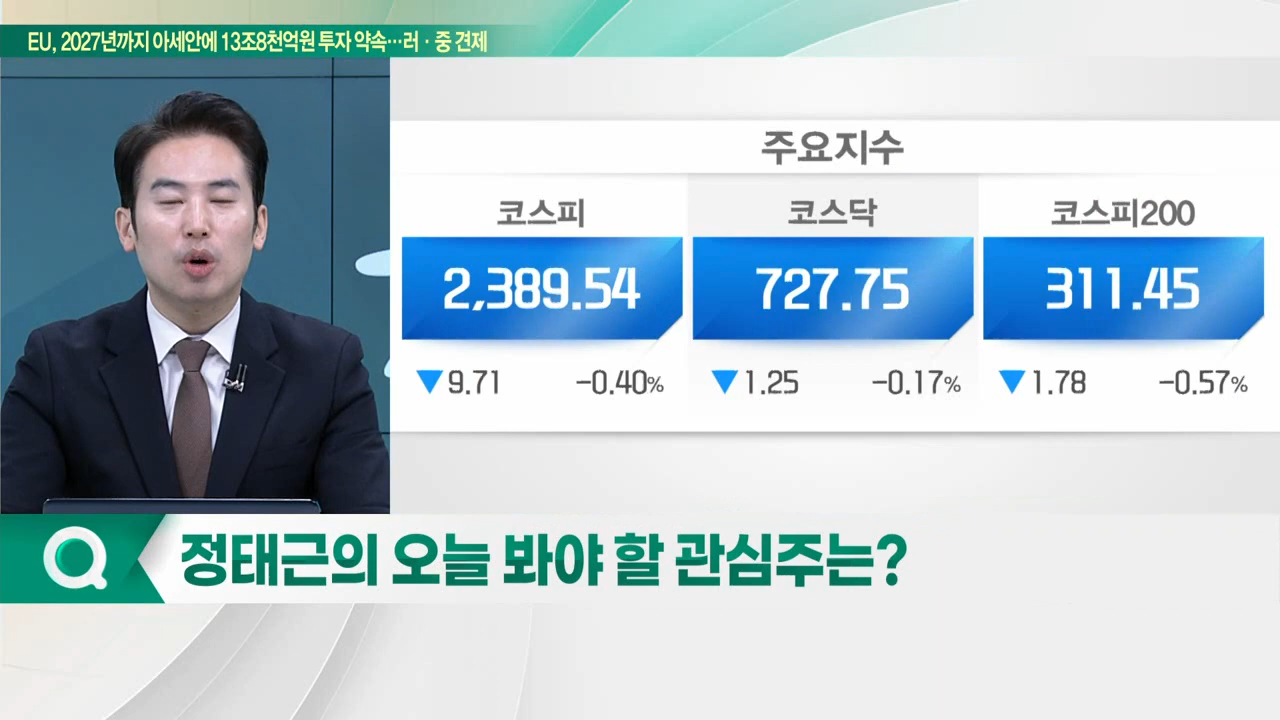 EU, 2027년까지 아세안에 13조8천억원 투자 약속…러·중 견제
주요지수
코스피 코스닥 코스피200
2,389.54 727.75 311.45
▼9.71 -0.40% ▼1.25 -0.17% ▼1.78 -0.57%
Q 정태근의 오늘 봐야 할 관심주는?